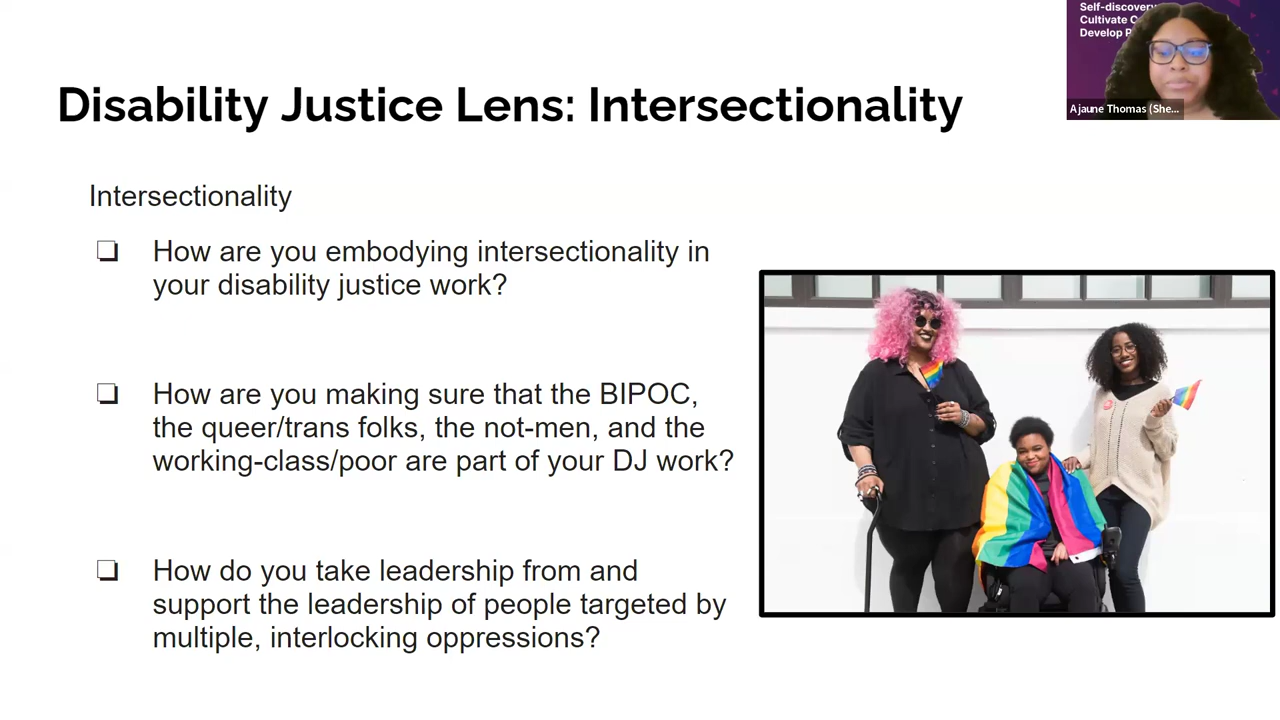 Self-discovery
Cultivate
Develop
Ajaune Thomas (She...
Disability Justice Lens: Intersectionality
Intersectionality
❏ How are you embodying intersectionality in
your disability justice work?
❏ How are you making sure that the BIPOC,
the queer/trans folks, the not-men, and the
working-class/poor are part of your DJ work?
❏ How do you take leadership from and
support the leadership of people targeted by
multiple, interlocking oppressions?